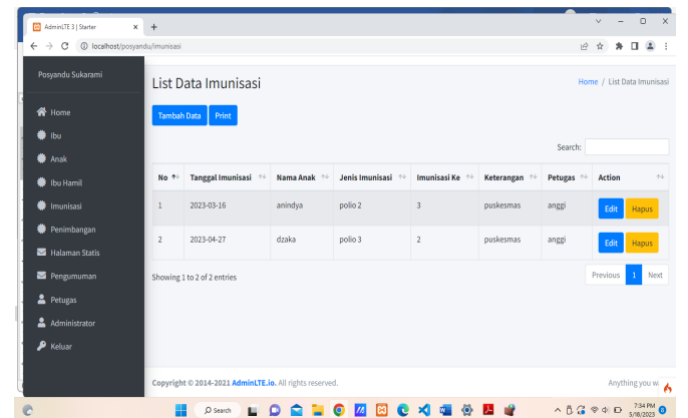 AdminLTE 3 | Starter
localhost/posyandu/imunisasi
Posyandu Sukarami
Home
Ibu
Anak
Ibu Hamil
Imunisasi
Penimbangan
Halaman Statis
Pengumuman
Petugas
Administrator
Keluar
List Data Imunisasi
Home / List Data Imunisasi
Tambah Data Print
Search:
No Tanggal Imunisasi Nama Anak Jenis Imunisasi Imunisasi Ke Keterangan Petugas Action
1 2023-03-16 anindya polio 2 3 puskesmas anggi Edit Hapus
2 2023-04-27 dzaka polio 3 2 puskesmas anggi Edit Hapus
Showing 1 to 2 of 2 entries
Previous 1 Next
Copyright © 2014-2021 AdminLTE.io. All rights reserved.
Anything you w
Search
7:34 PM
5/18/2023